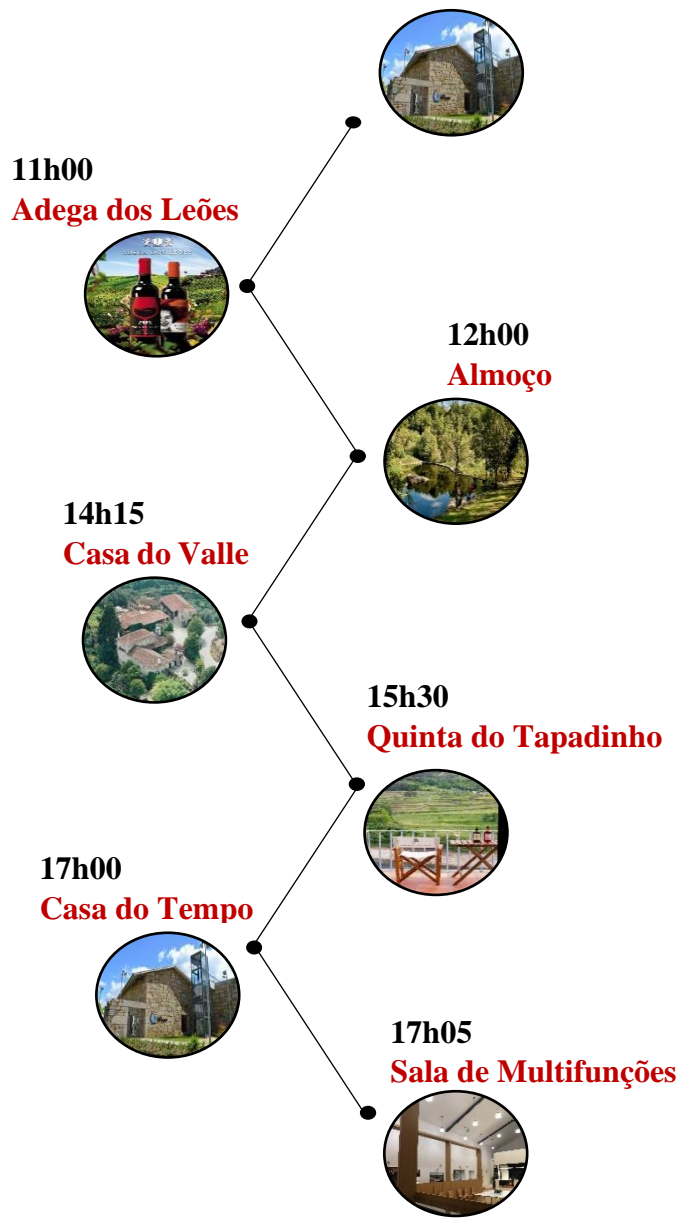 11h00
Adega dos Leões
12h00
Almoço
14h15
Casa do Valle
15h30
Quinta do Tapadinho
17h00
Casa do Tempo
17h05
Sala de Multifunções